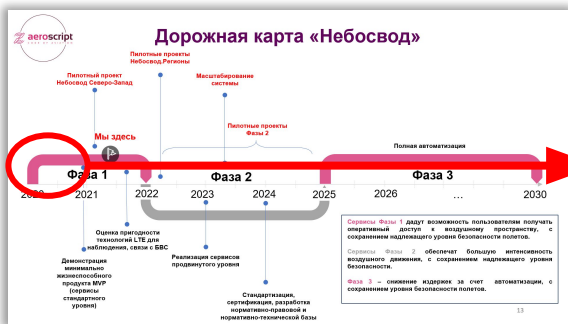 aeroscript
Дорожная карта «Небосвод»
Пилотные проекты
Небосвод.Регионы
Пилотный проект
Небосвод Северо-Запад
Масштабирование
системы
Мы здесь
Пилотные проекты
Фазы 2
Полная автоматизация
Фаза 1
Фаза 2
Фаза 3
2020
2021
2022
2023
2024
2025
2026
...
2030
Оценка пригодности
технологий LTE для
наблюдения, связи с БВС
Демонстрация
минимально
жизнеспособного
продукта MVP
(сервисы
стандартного
уровня)
Реализация сервисов
продвинутого уровня
Стандартизация,
сертификация, разработка
нормативно-правовой и
нормативно-технической базы
Сервисы Фазы 1 дадут возможность пользователям получать
оперативный доступ к воздушному пространству, с
сохранением надлежащего уровня безопасности полетов.
Сервисы Фазы 2 обеспечат большую интенсивность
воздушного движения, с сохранением надлежащего уровня
безопасности.
Фаза 3 – снижение издержек за счет автоматизации, с
сохранением уровня безопасности полетов.
13